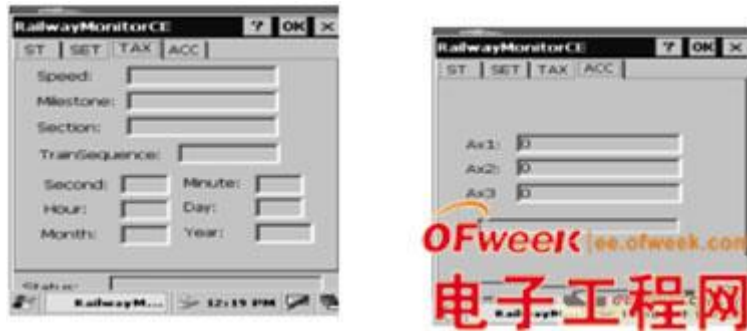 RailwayMonitorCE ? OK ×
ST SET TAX ACC
Speed:
Milestone:
Section:
TrainSequence:
Second: Minute:
Hour: Day:
Month: Year:
Status:
RailwayM... 12:19 PM
RailwayMonitorCE ? OK ×
ST SET TAX ACC
Ax1: 0
Ax2: 0
Ax3 0
OFweek ee.ofweek.com
电子工程网